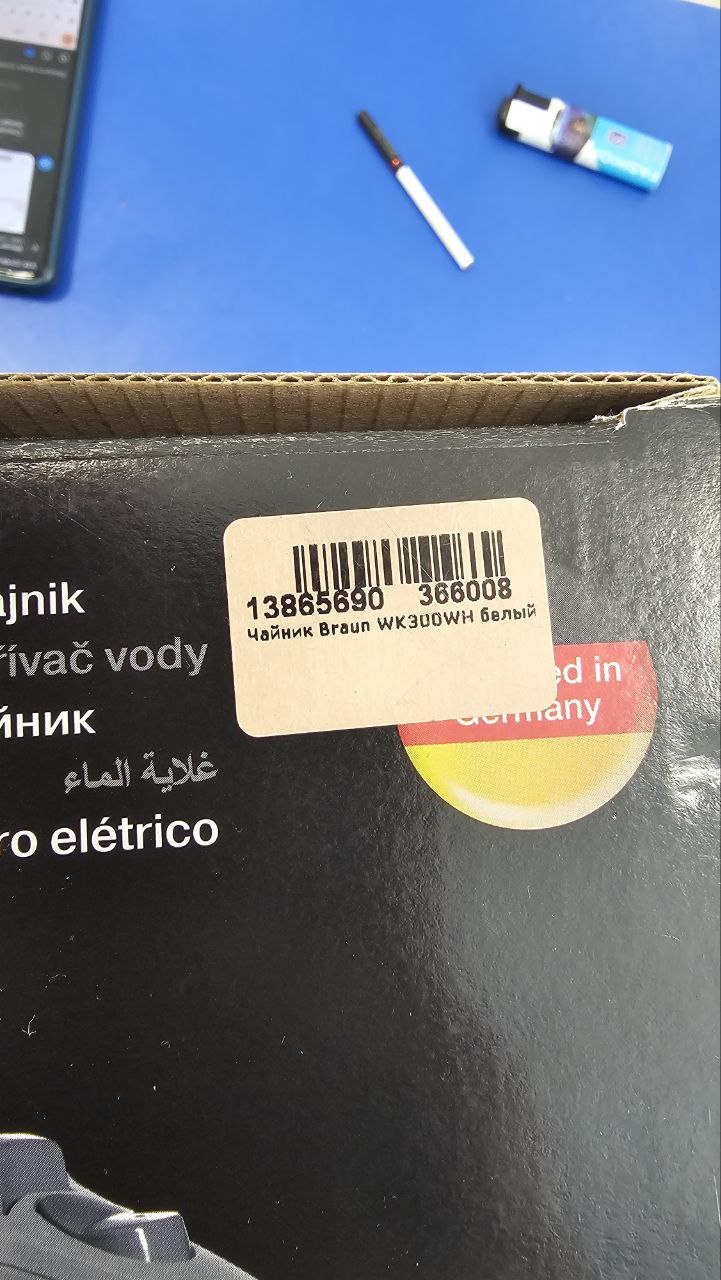 13865690 366008
Чайник Braun WK300WH белый
ed in
Germany
ajnik
řívač vody
йник
غلاية الماء
ro elétrico